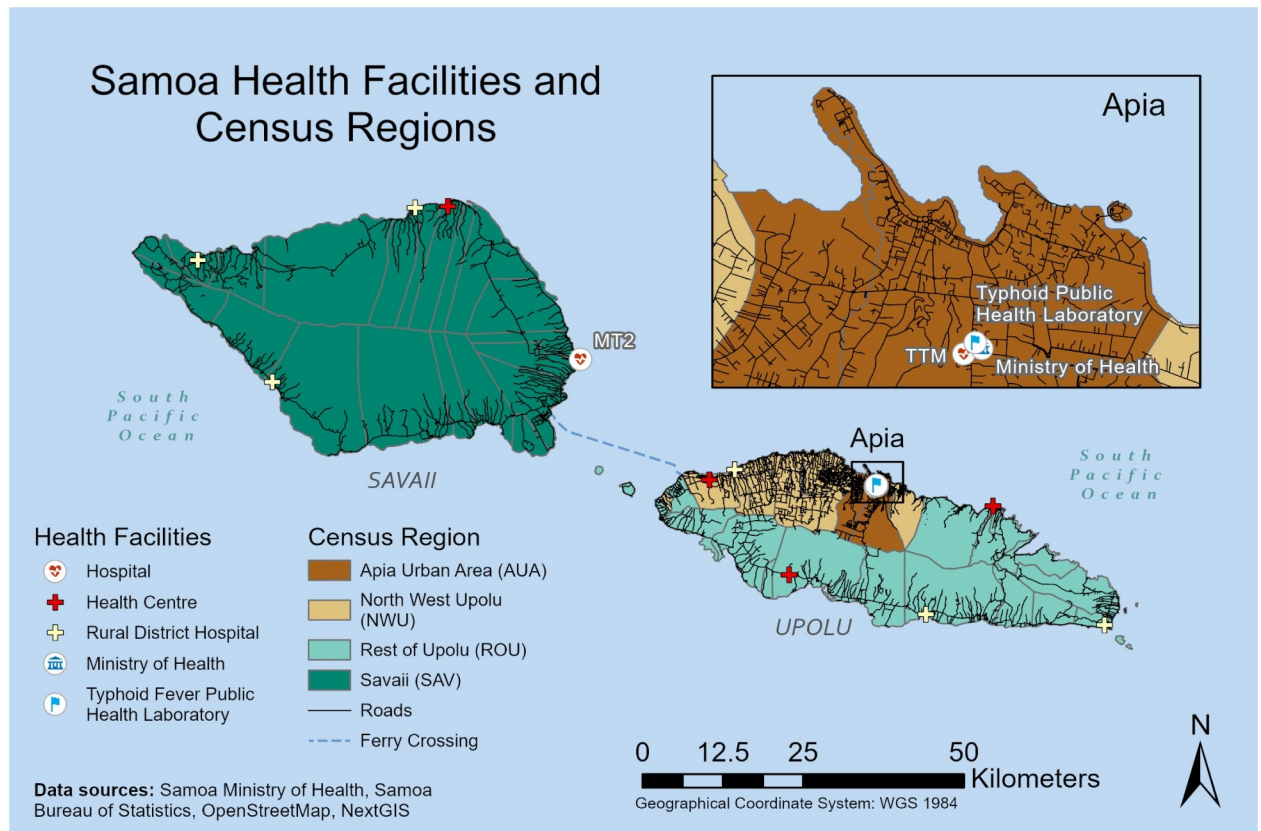 Samoa Health Facilities and
Census Regions
Apia
Typhoid Public
Health Laboratory
TTM
Ministry of Health
MT2
South
Pacific
Ocean
SAVAII
Apia
South
Pacific
Ocean
UPOLU
Health Facilities
Hospital
Health Centre
Rural District Hospital
Ministry of Health
Typhoid Fever Public
Health Laboratory
Census Region
Apia Urban Area (AUA)
North West Upolu
(NWU)
Rest of Upolu (ROU)
Savaii (SAV)
Roads
Ferry Crossing
0 12.5 25 50
Kilometers
Geographical Coordinate System: WGS 1984
N
Data sources: Samoa Ministry of Health, Samoa
Bureau of Statistics, OpenStreetMap, NextGIS